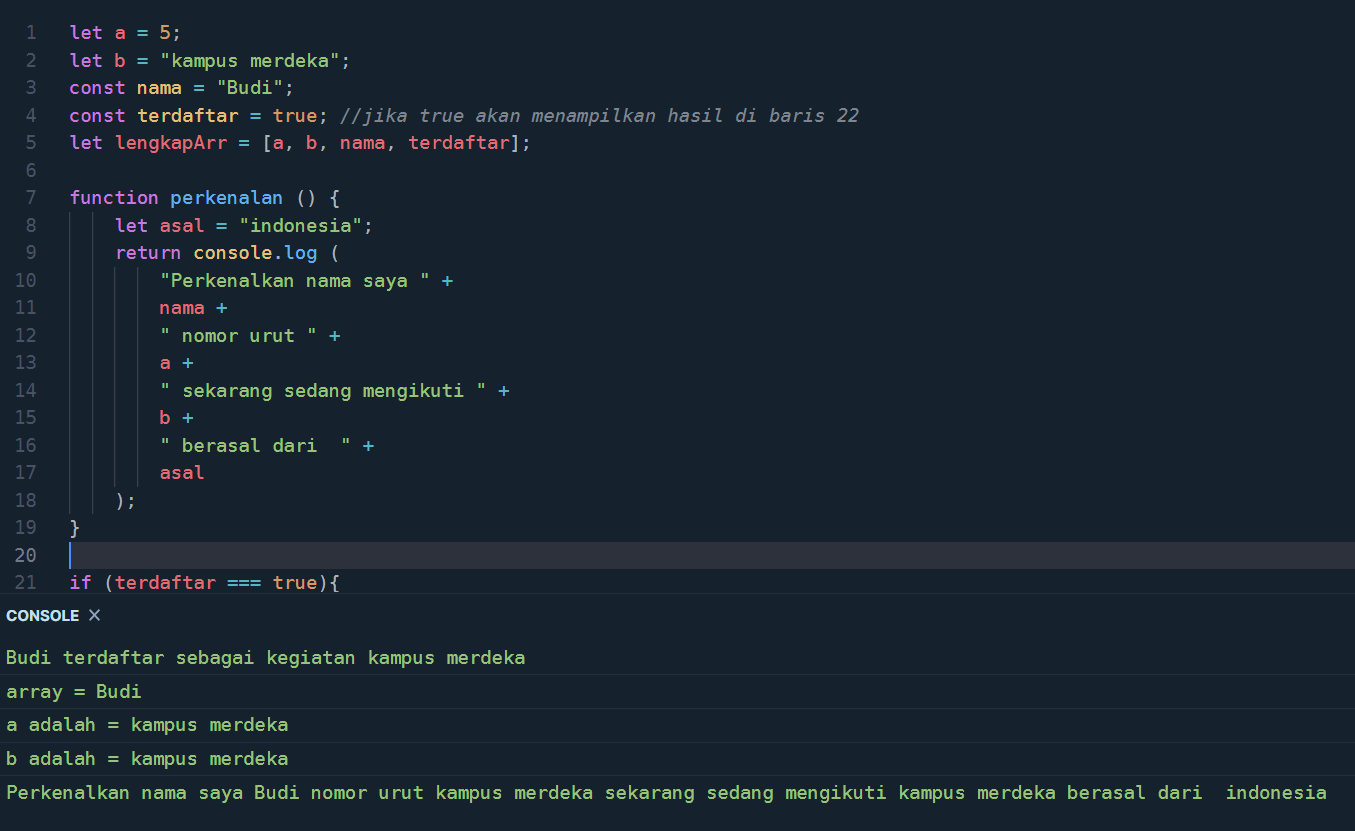 1 let a = 5;
2 let b = "kampus merdeka";
3 const nama = "Budi";
4 const terdaftar = true; //jika true akan menampilkan hasil di baris 22
5 let lengkapArr = [a, b, nama, terdaftar];
6
7 function perkenalan () {
8     let asal = "indonesia";
9     return console.log (
10         "Perkenalkan nama saya " +
11         nama +
12         " nomor urut " +
13         a +
14         " sekarang sedang mengikuti " +
15         b +
16         " berasal dari  " +
17         asal
18     );
19 }
20
21 if (terdaftar === true){
CONSOLE ×
Budi terdaftar sebagai kegiatan kampus merdeka
array = Budi
a adalah = kampus merdeka
b adalah = kampus merdeka
Perkenalkan nama saya Budi nomor urut kampus merdeka sekarang sedang mengikuti kampus merdeka berasal dari  indonesia